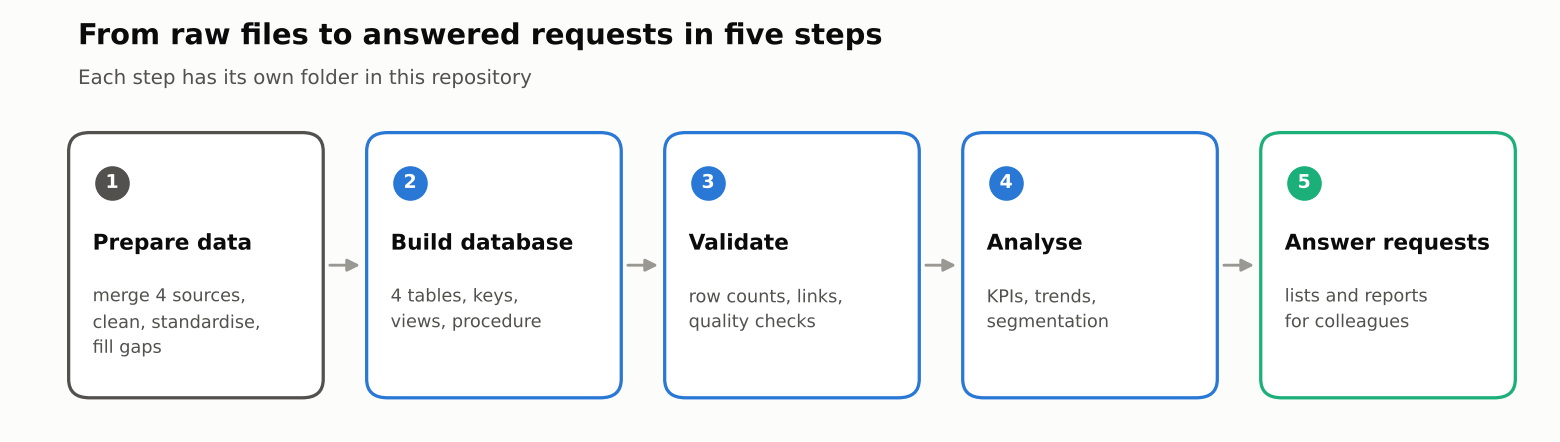 From raw files to answered requests in five steps
Each step has its own folder in this repository
1
Prepare data
merge 4 sources,
clean, standardise,
fill gaps
2
Build database
4 tables, keys,
views, procedure
3
Validate
row counts, links,
quality checks
4
Analyse
KPIs, trends,
segmentation
5
Answer requests
lists and reports
for colleagues